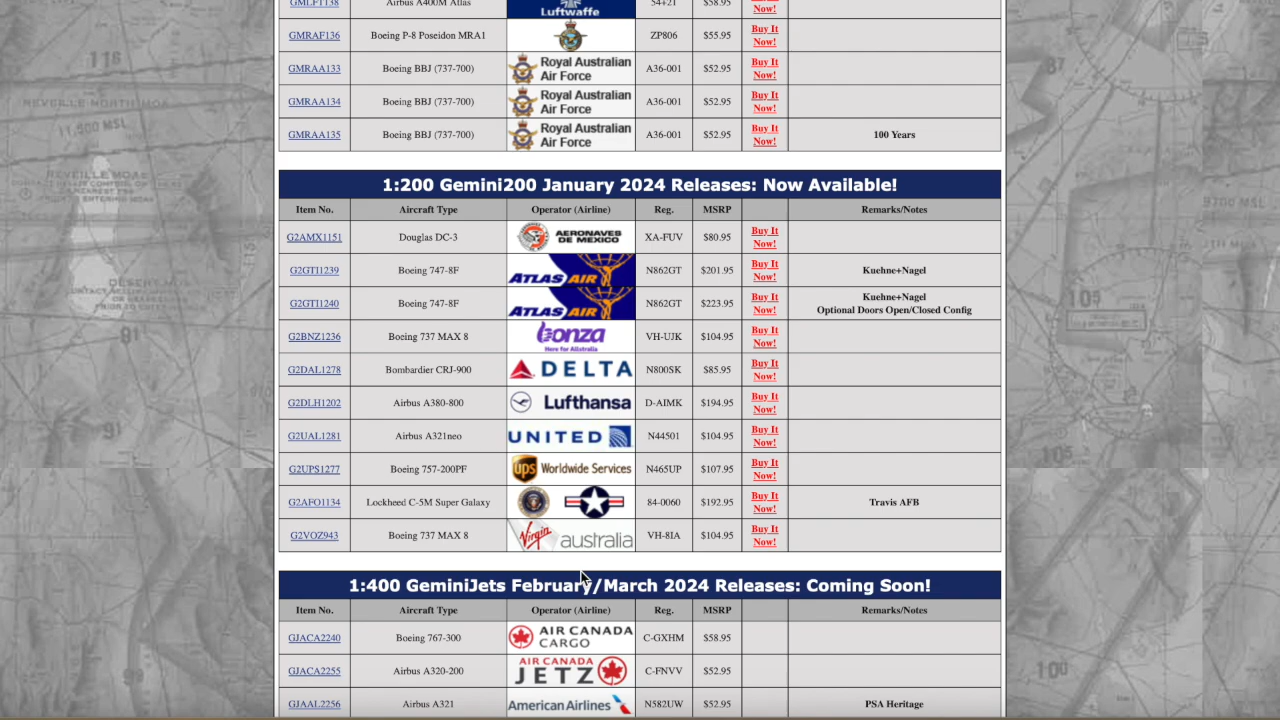 GMLFT138 Airbus A400M Atlas Luftwaffe 54+21 $58.95 Buy It Now!
GMRAF136 Boeing P-8 Poseidon MRA1 ZP806 $55.95 Buy It Now!
GMRAA133 Boeing BBJ (737-700) Royal Australian Air Force A36-001 $52.95 Buy It Now!
GMRAA134 Boeing BBJ (737-700) Royal Australian Air Force A36-001 $52.95 Buy It Now!
GMRAA135 Boeing BBJ (737-700) Royal Australian Air Force A36-001 $52.95 Buy It Now! 100 Years
1:200 Gemini200 January 2024 Releases: Now Available!
Item No. Aircraft Type Operator (Airline) Reg. MSRP Remarks/Notes
GAMX1151 Douglas DC-3 AERONAVES DE MEXICO XA-FUV $80.95 Buy It Now!
G2GTI1239 Boeing 747-8F ATLAS AIR N862GT $201.95 Buy It Now! Kuehne+Nagel
G2GTI1240 Boeing 747-8F ATLAS AIR N862GT $223.95 Buy It Now! Kuehne+Nagel Optional Doors Open/Closed Config
G2BNZ1236 Boeing 737 MAX 8 bonza Here for Allstralia VH-UJK $104.95 Buy It Now!
G2DAL1278 Bombardier CRJ-900 DELTA N800SK $85.95 Buy It Now!
G2DLH1202 Airbus A380-800 Lufthansa D-AIMK $194.95 Buy It Now!
G2UAL1281 Airbus A321neo UNITED N44501 $104.95 Buy It Now!
G2UPS1277 Boeing 757-200PF ups Worldwide Services N465UP $107.95 Buy It Now!
G2AFO1134 Lockheed C-5M Super Galaxy 84-0060 $192.95 Buy It Now! Travis AFB
G2VOZ943 Boeing 737 MAX 8 Virgin australia VH-8IA $104.95 Buy It Now!
1:400 GeminiJets February/March 2024 Releases: Coming Soon!
Item No. Aircraft Type Operator (Airline) Reg. MSRP Remarks/Notes
GJACA2240 Boeing 767-300 AIR CANADA CARGO C-GXHM $58.95
GJACA2255 Airbus A320-200 AIR CANADA JETZ C-FNVV $52.95
GJAAL2256 Airbus A321 American Airlines N582UW $52.95 PSA Heritage